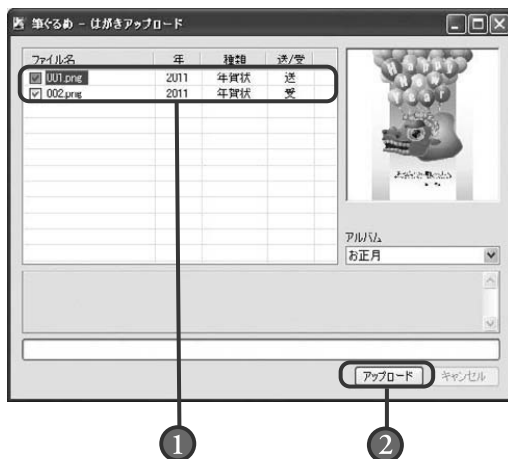 筆ぐるめ - はがきアップロード
ファイル名 年 種類 送/受
001.png 2011 年賀状 送
002.png 2011 年賀状 受
Happy
New
Year
アルバム
お正月
アップロード キャンセル
1 2